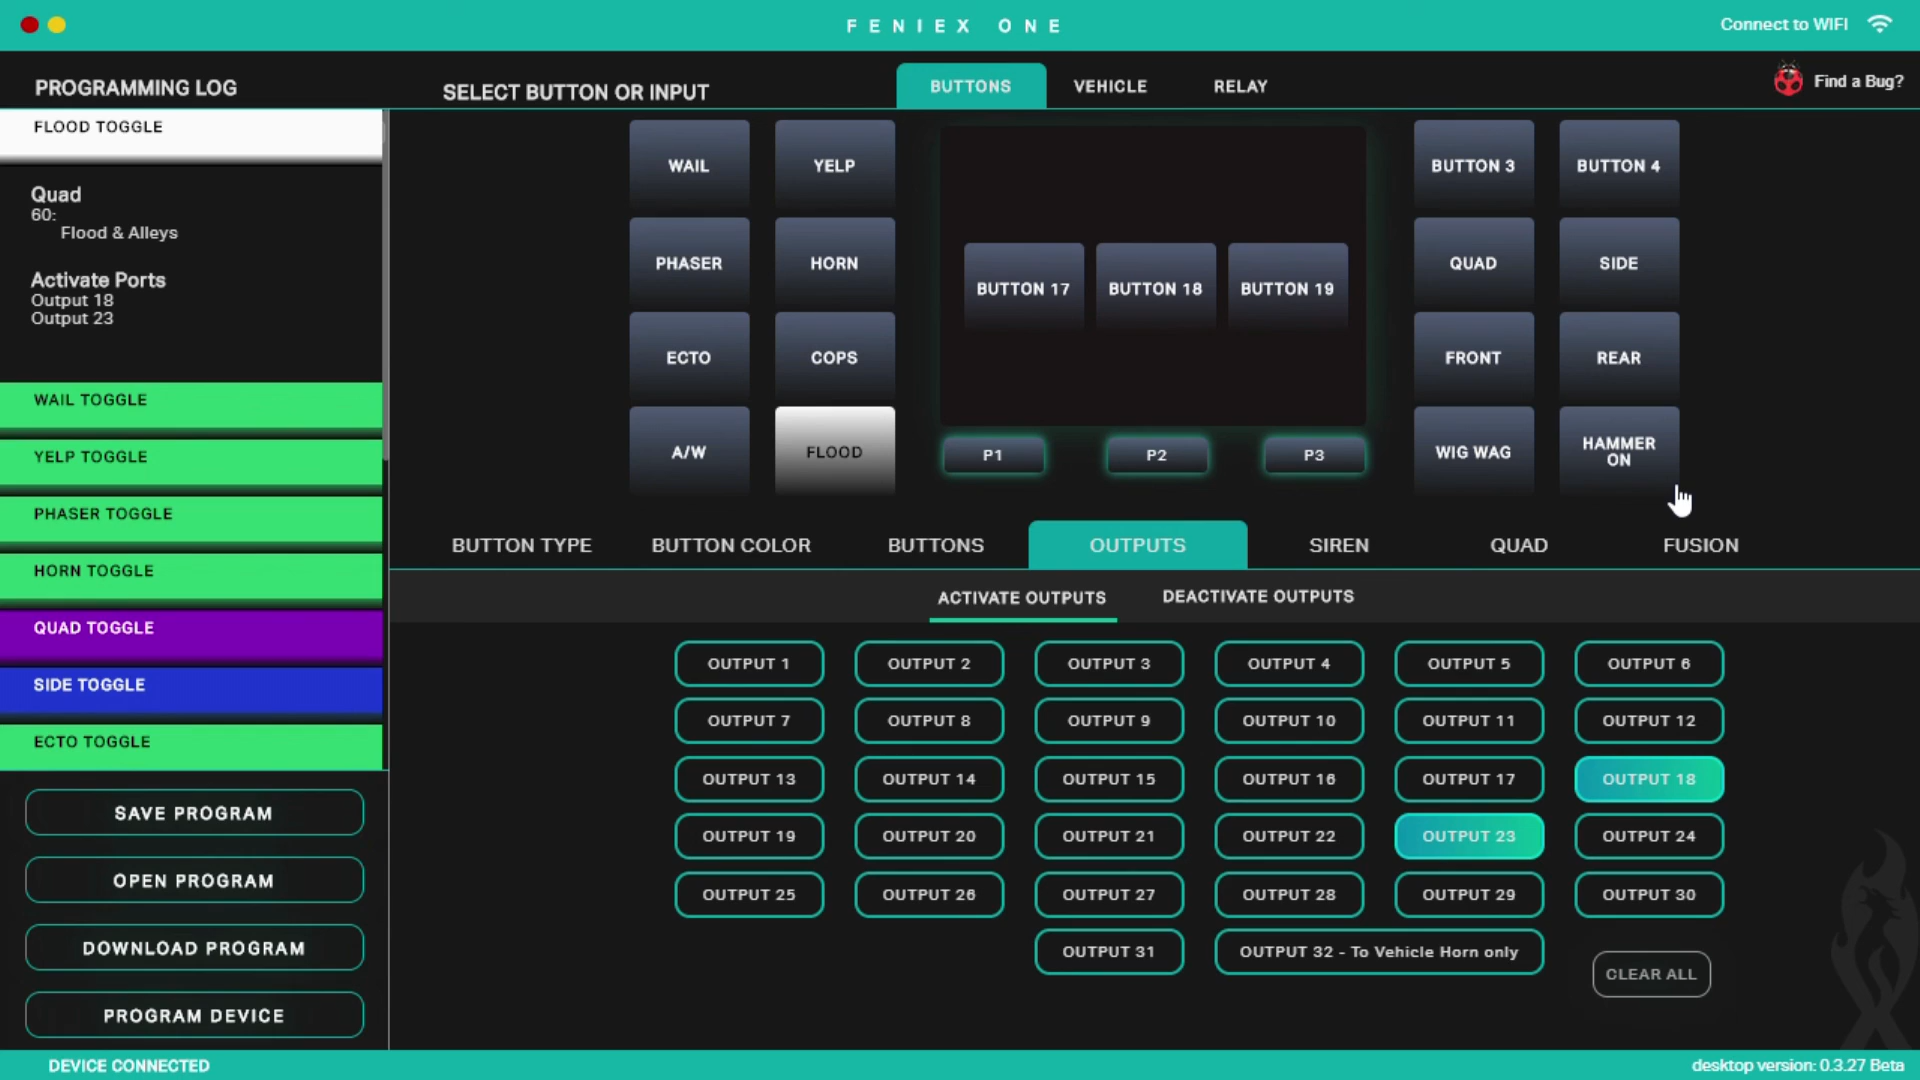 FENIEX ONE
Connect to WIFI
PROGRAMMING LOG
SELECT BUTTON OR INPUT
BUTTONS
VEHICLE
RELAY
Find a Bug?
FLOOD TOGGLE
Quad
60:
Flood & Alleys
Activate Ports
Output 18
Output 23
WAIL TOGGLE
YELP TOGGLE
PHASER TOGGLE
HORN TOGGLE
QUAD TOGGLE
SIDE TOGGLE
ECTO TOGGLE
SAVE PROGRAM
OPEN PROGRAM
DOWNLOAD PROGRAM
PROGRAM DEVICE
WAIL
YELP
PHASER
HORN
ECTO
COPS
A/W
FLOOD
BUTTON 17
BUTTON 18
BUTTON 19
P1
P2
P3
BUTTON 3
BUTTON 4
QUAD
SIDE
FRONT
REAR
WIG WAG
HAMMER
ON
BUTTON TYPE
BUTTON COLOR
BUTTONS
OUTPUTS
SIREN
QUAD
FUSION
ACTIVATE OUTPUTS
DEACTIVATE OUTPUTS
OUTPUT 1
OUTPUT 2
OUTPUT 3
OUTPUT 4
OUTPUT 5
OUTPUT 6
OUTPUT 7
OUTPUT 8
OUTPUT 9
OUTPUT 10
OUTPUT 11
OUTPUT 12
OUTPUT 13
OUTPUT 14
OUTPUT 15
OUTPUT 16
OUTPUT 17
OUTPUT 18
OUTPUT 19
OUTPUT 20
OUTPUT 21
OUTPUT 22
OUTPUT 23
OUTPUT 24
OUTPUT 25
OUTPUT 26
OUTPUT 27
OUTPUT 28
OUTPUT 29
OUTPUT 30
OUTPUT 31
OUTPUT 32 - To Vehicle Horn only
CLEAR ALL
DEVICE CONNECTED
desktop version: 0.3.27 Beta